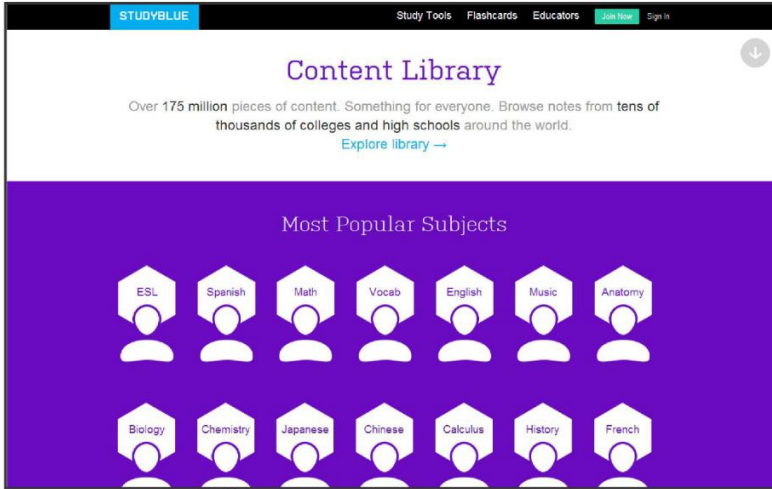 STUDYBLUE
Study Tools Flashcards Educators Join Now Sign In
Content Library
Over 175 million pieces of content. Something for everyone. Browse notes from tens of
thousands of colleges and high schools around the world.
Explore library →
Most Popular Subjects
ESL Spanish Math Vocab English Music Anatomy
Biology Chemistry Japanese Chinese Calculus History French